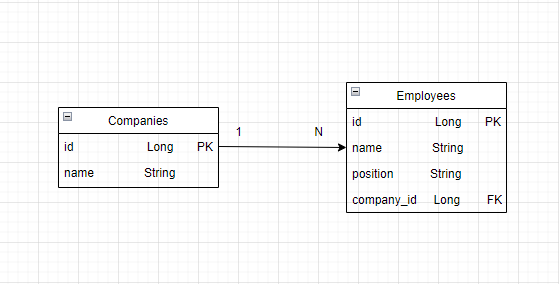 Companies
id Long PK
name String
1 N
Employees
id Long PK
name String
position String
company_id Long FK